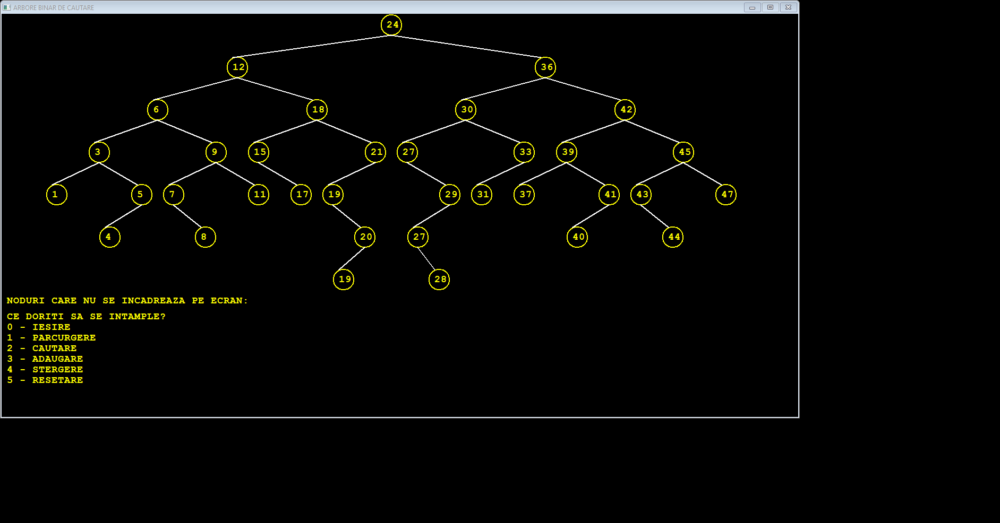 ARBORE BINAR DE CAUTARE
24
12 36
6 18 30 42
3 9 15 21 27 33 39 45
1 5 7 11 17 19 29 31 37 41 43 47
4 8 20 27 40 44
19 28
NODURI CARE NU SE INCADREAZA PE ECRAN:
CE DORITI SA SE INTAMPLE?
0 - IESIRE
1 - PARCURGERE
2 - CAUTARE
3 - ADAUGARE
4 - STERGERE
5 - RESETARE